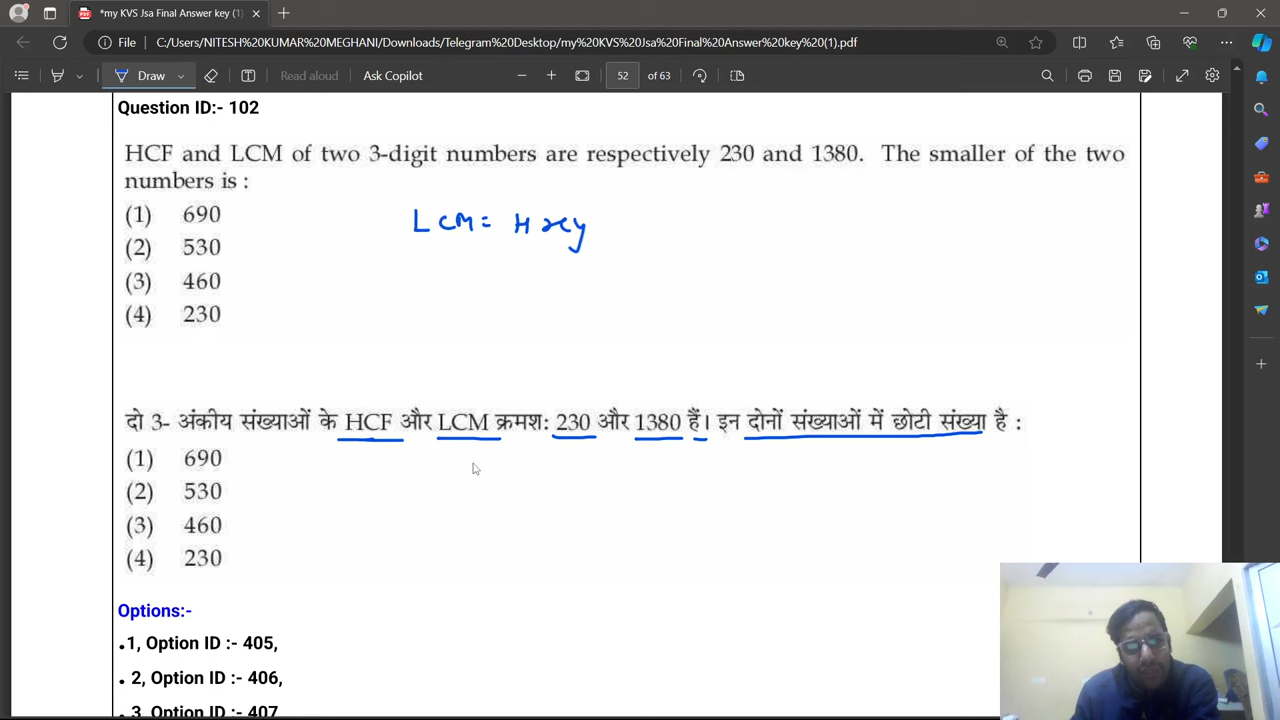 *my KVS Jsa Final Answer key (1)
File C:/Users/NITESH%20KUMAR%20MEGHANI/Downloads/Telegram%20Desktop/my%20KVS%20Jsa%20Final%20Answer%20key%20(1).pdf
Draw Read aloud Ask Copilot 52 of 63
Question ID:- 102
HCF and LCM of two 3-digit numbers are respectively 230 and 1380. The smaller of the two
numbers is :
(1) 690
(2) 530
(3) 460
(4) 230
LCM = H x y
दो 3- अंकीय संख्याओं के HCF और LCM क्रमश: 230 और 1380 हैं। इन दोनों संख्याओं में छोटी संख्या है :
(1) 690
(2) 530
(3) 460
(4) 230
Options:-
.1, Option ID :- 405,
. 2, Option ID :- 406,
. 3, Option ID :- 407